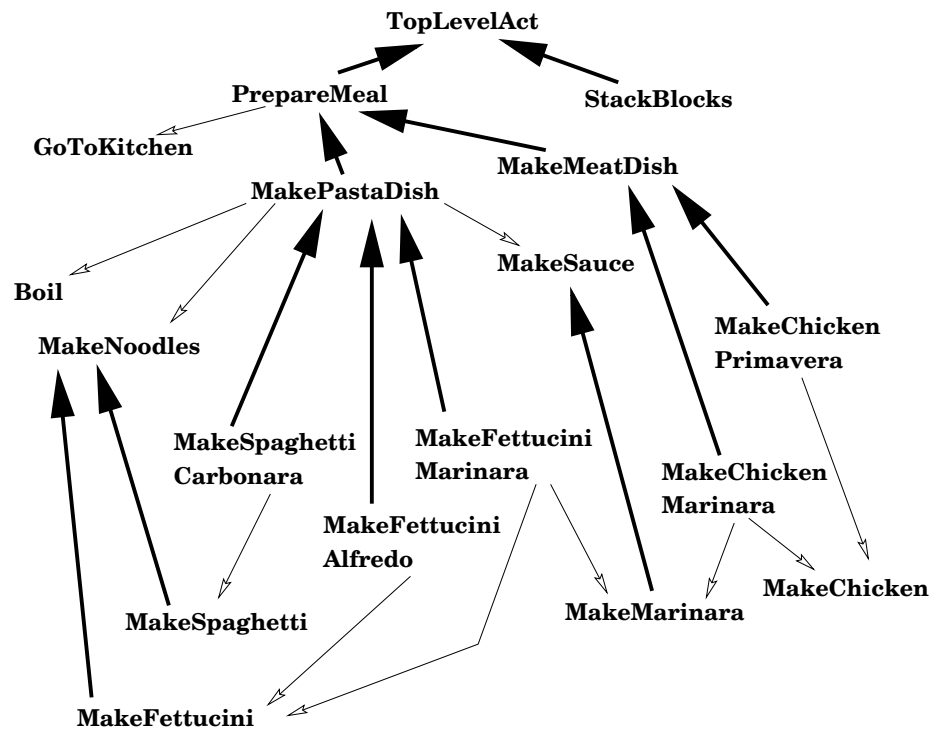 TopLevelAct
PrepareMeal
StackBlocks
GoToKitchen
MakeMeatDish
MakePastaDish
MakeSauce
Boil
MakeNoodles
MakeChicken
Primavera
MakeSpaghetti
Carbonara
MakeFettucini
Marinara
MakeChicken
Marinara
MakeFettucini
Alfredo
MakeChicken
MakeMarinara
MakeSpaghetti
MakeFettucini